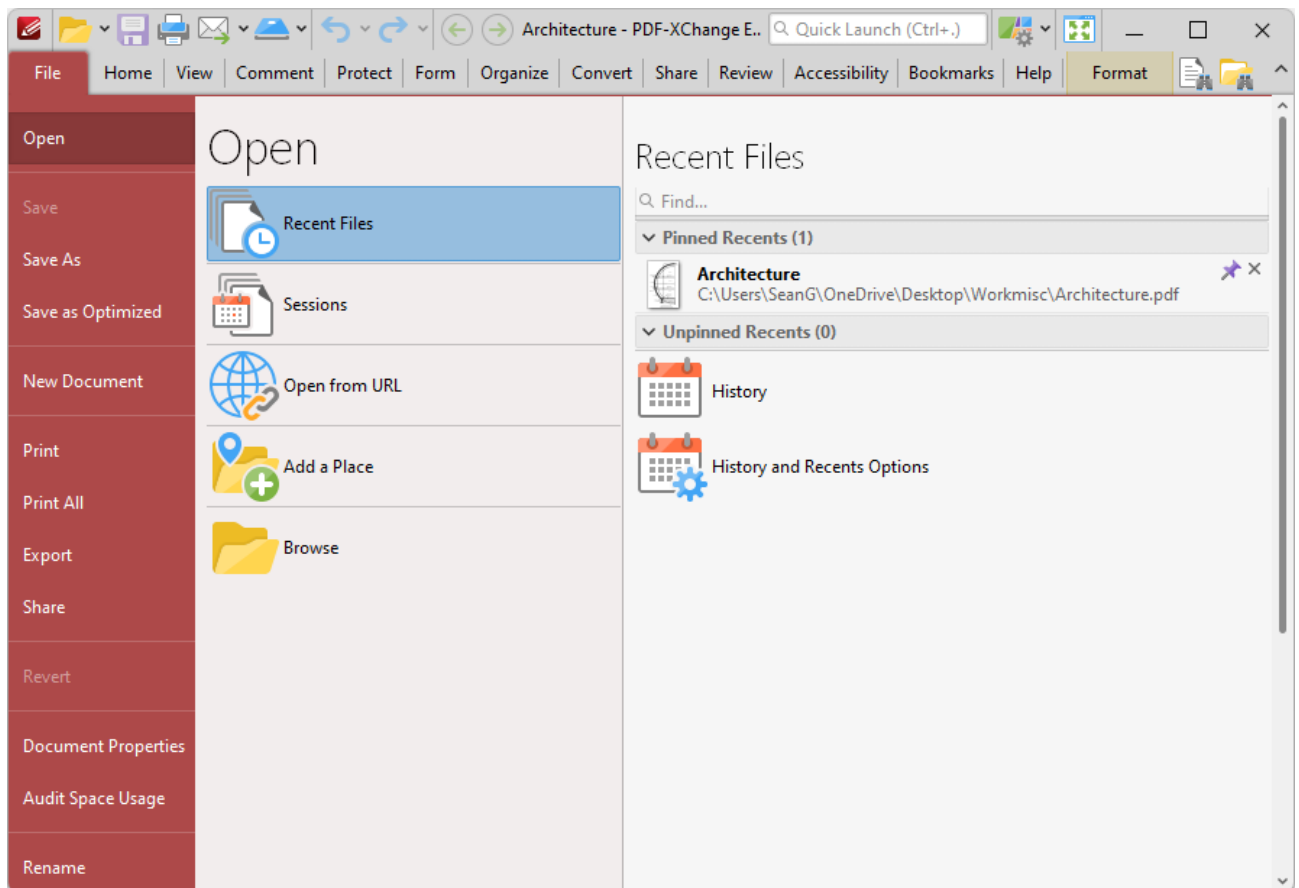 Architecture - PDF-XChange E..
Quick Launch (Ctrl+.)
File Home View Comment Protect Form Organize Convert Share Review Accessibility Bookmarks Help Format
Open
Save
Save As
Save as Optimized
New Document
Print
Print All
Export
Share
Revert
Document Properties
Audit Space Usage
Rename
Open
Recent Files
Sessions
Open from URL
Add a Place
Browse
Recent Files
Find...
Pinned Recents (1)
Architecture
C:\Users\SeanG\OneDrive\Desktop\Workmisc\Architecture.pdf
Unpinned Recents (0)
History
History and Recents Options